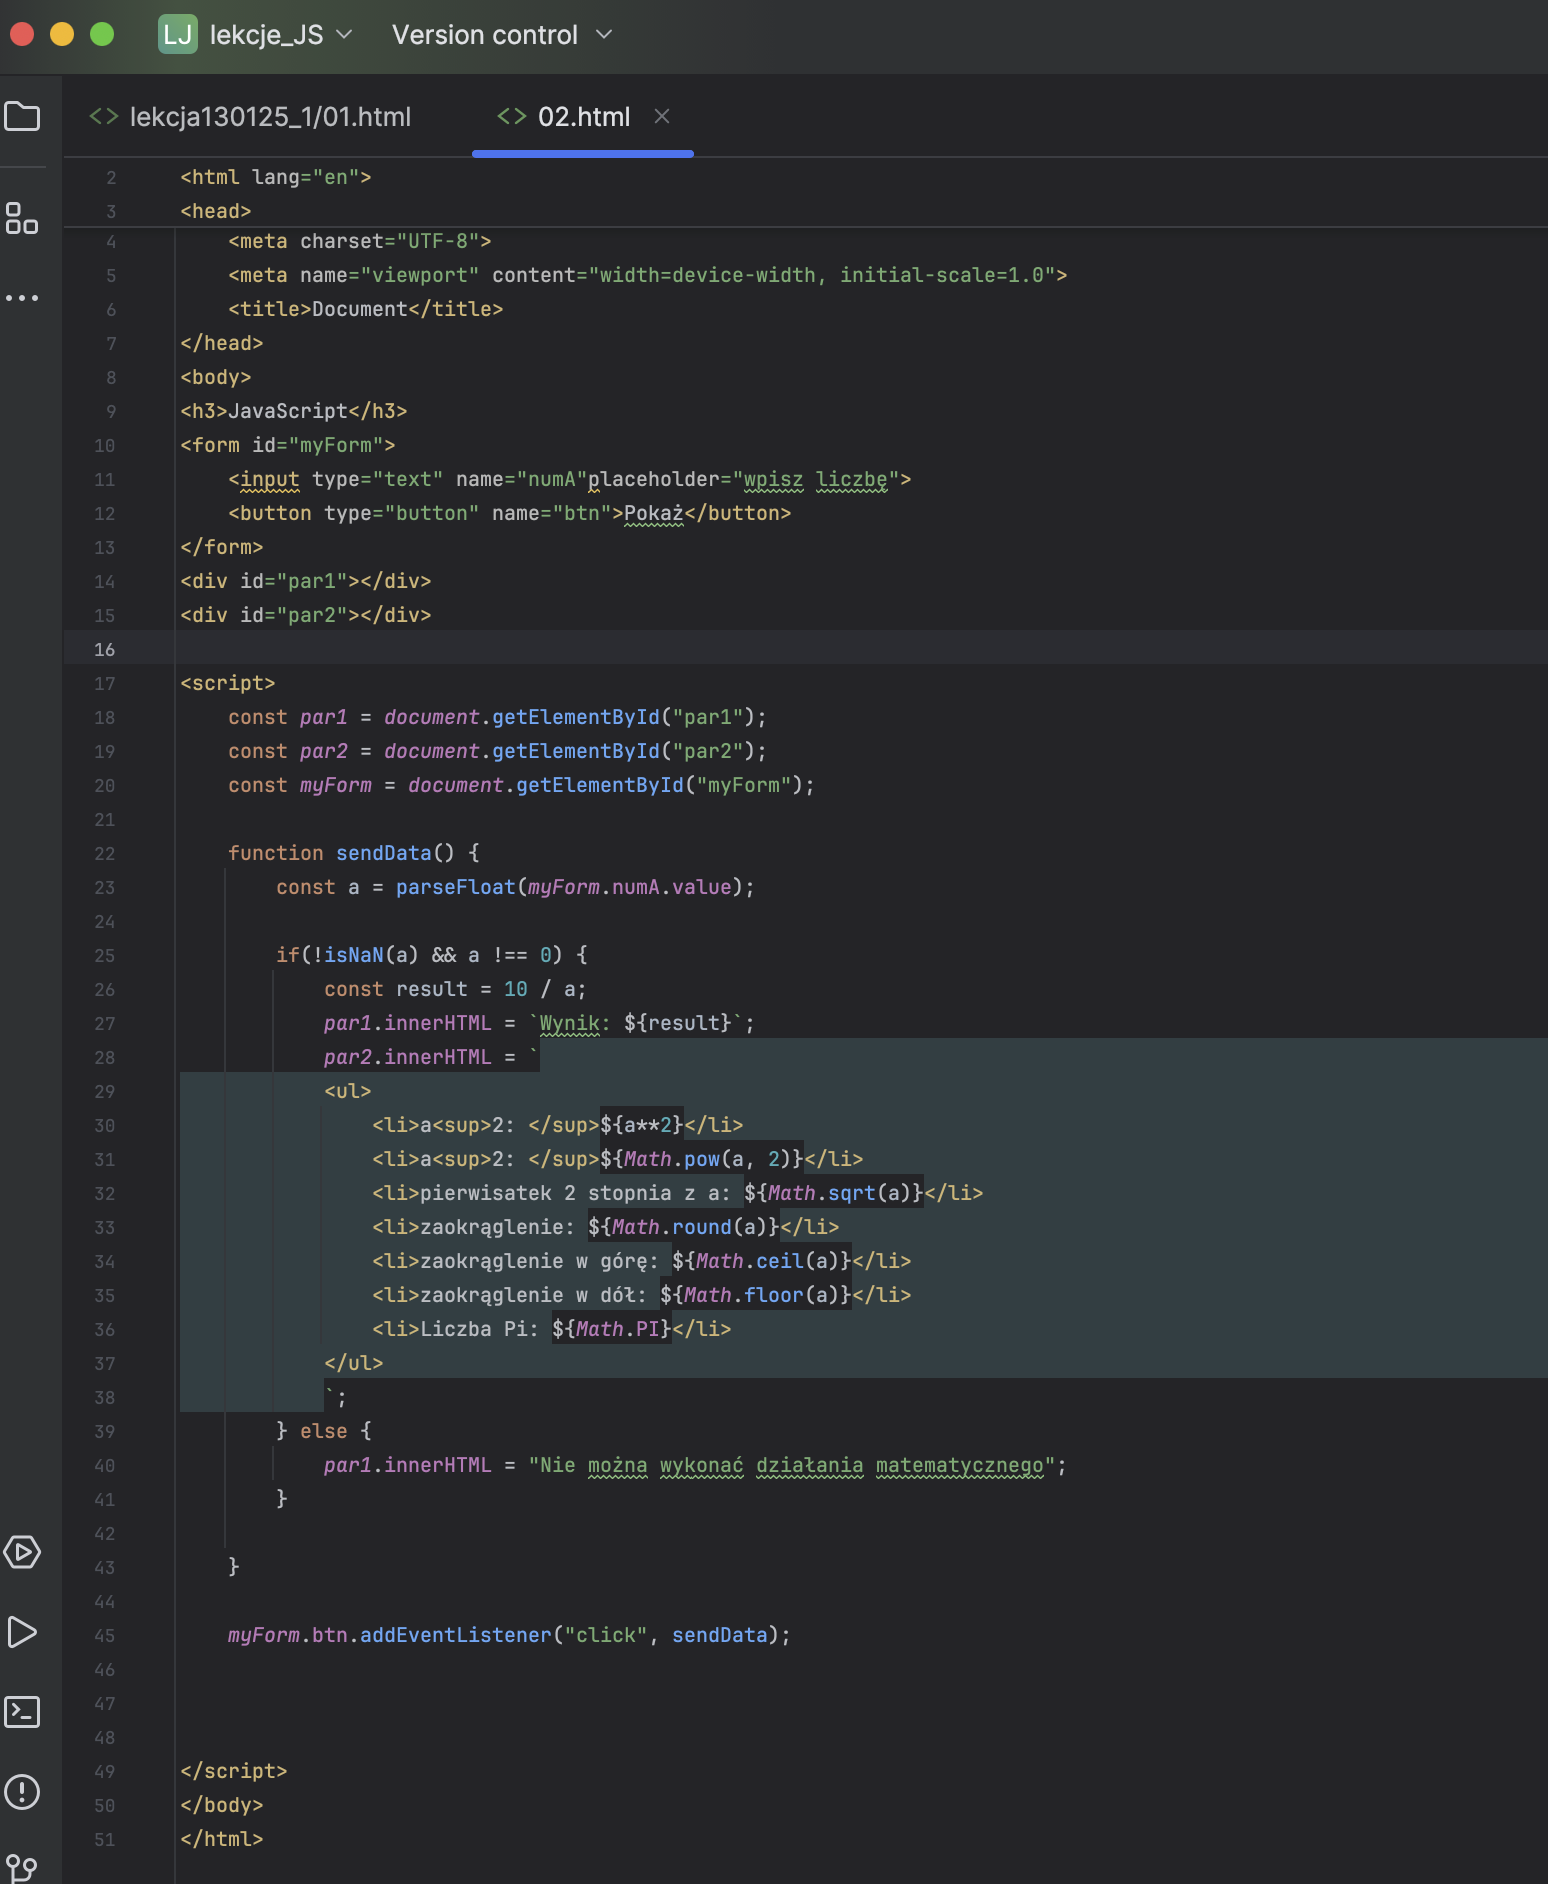 LJ lekcje_JS Version control
lekcja130125_1/01.html 02.html
2 <html lang="en">
3 <head>
4 <meta charset="UTF-8">
5 <meta name="viewport" content="width=device-width, initial-scale=1.0">
6 <title>Document</title>
7 </head>
8 <body>
9 <h3>JavaScript</h3>
10 <form id="myForm">
11 <input type="text" name="numA"placeholder="wpisz liczbę">
12 <button type="button" name="btn">Pokaż</button>
13 </form>
14 <div id="par1"></div>
15 <div id="par2"></div>
16
17 <script>
18 const par1 = document.getElementById("par1");
19 const par2 = document.getElementById("par2");
20 const myForm = document.getElementById("myForm");
21
22 function sendData() {
23 const a = parseFloat(myForm.numA.value);
24
25 if(!isNaN(a) && a !== 0) {
26 const result = 10 / a;
27 par1.innerHTML = `Wynik: ${result}`;
28 par2.innerHTML = `
29 <ul>
30 <li>a<sup>2: </sup>${a**2}</li>
31 <li>a<sup>2: </sup>${Math.pow(a, 2)}</li>
32 <li>pierwisatek 2 stopnia z a: ${Math.sqrt(a)}</li>
33 <li>zaokrąglenie: ${Math.round(a)}</li>
34 <li>zaokrąglenie w górę: ${Math.ceil(a)}</li>
35 <li>zaokrąglenie w dół: ${Math.floor(a)}</li>
36 <li>Liczba Pi: ${Math.PI}</li>
37 </ul>
38 `;
39 } else {
40 par1.innerHTML = "Nie można wykonać działania matematycznego";
41 }
42
43 }
44
45 myForm.btn.addEventListener("click", sendData);
46
47
48
49 </script>
50 </body>
51 </html>